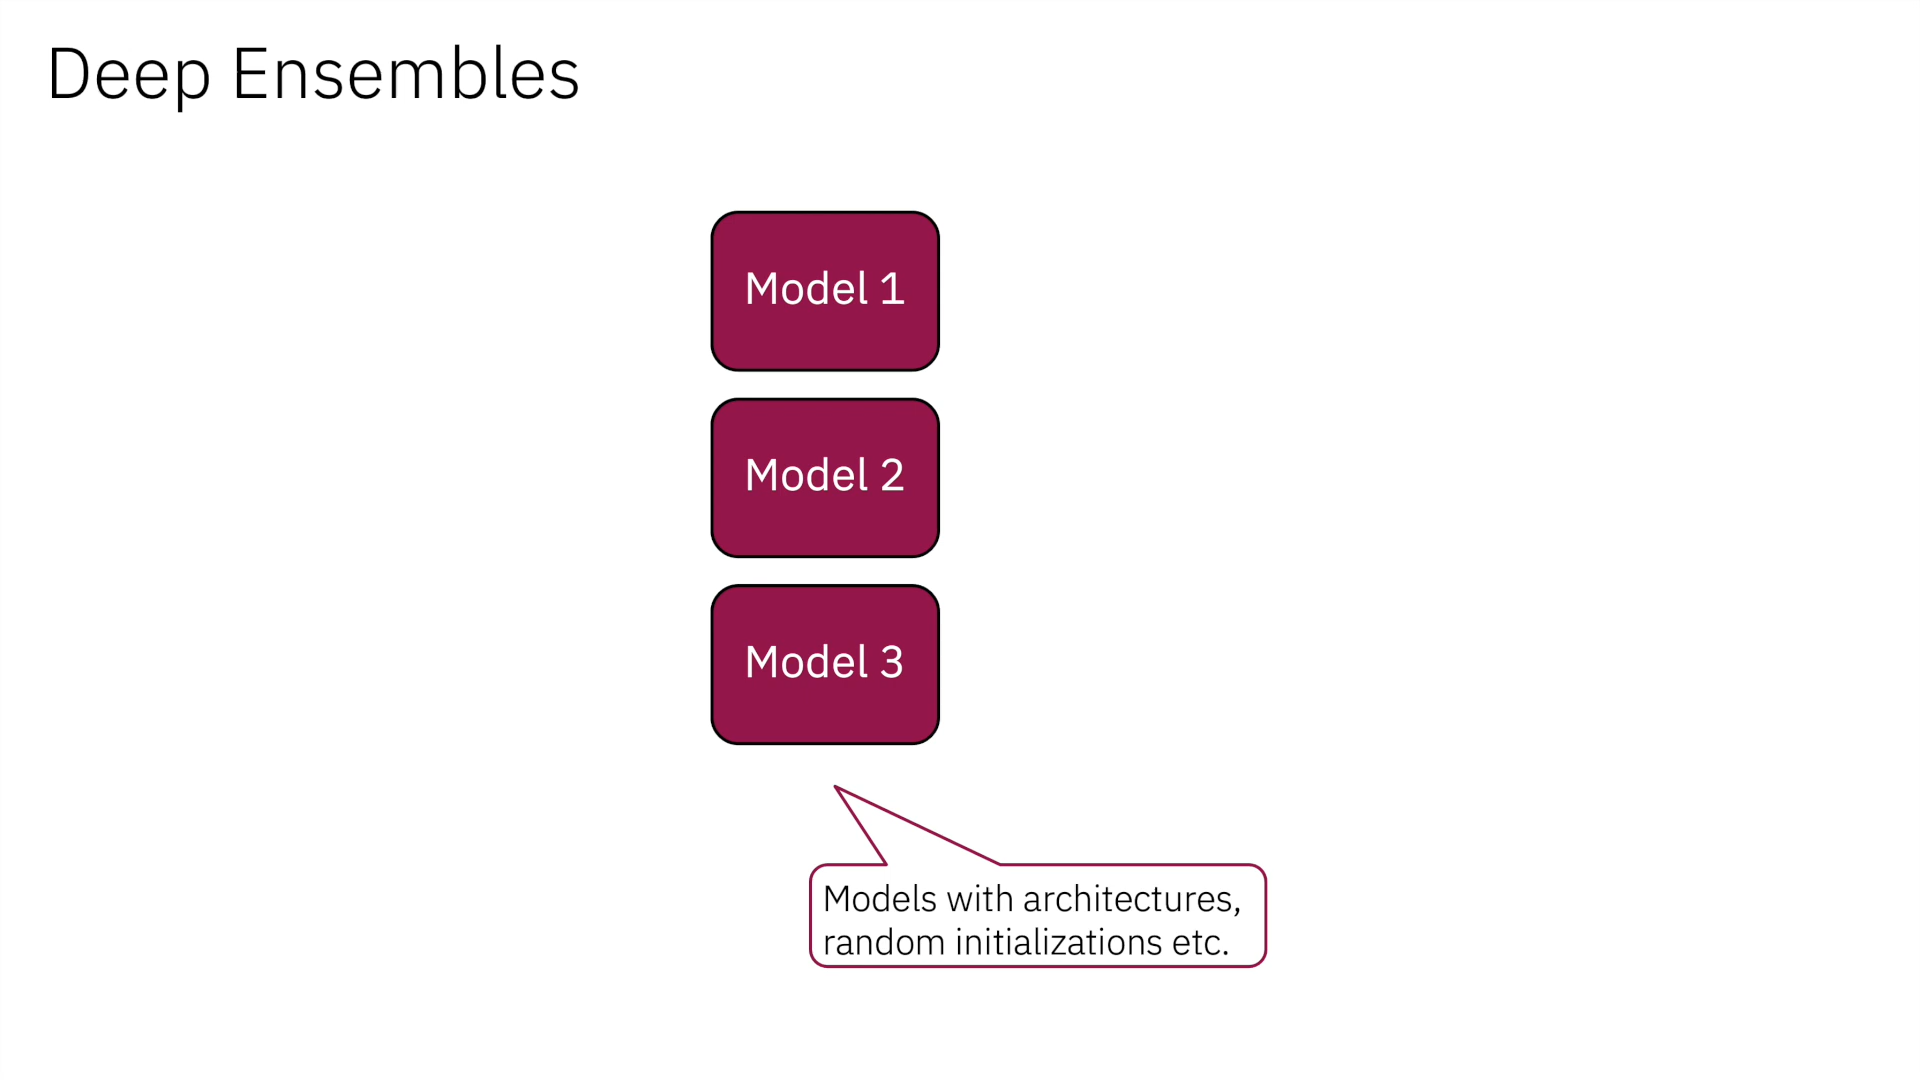 Deep Ensembles
Model 1
Model 2
Model 3
Models with architectures,
random initializations etc.